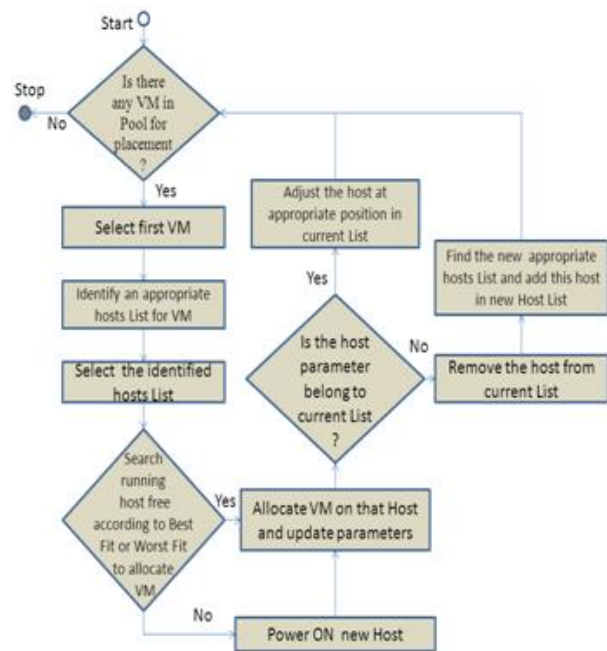 Start
Is there
any VM in
Pool for
placement
?
Stop
No
Yes
Select first VM
Identify an appropriate
hosts List for VM
Select the identified
hosts List
Search
running
host free
according to Best
Fit or Worst Fit
to allocate
VM
Yes
No
Power ON new Host
Allocate VM on that Host
and update parameters
Is the host
parameter
belong to
current List
?
Yes
Adjust the host at
appropriate position in
current List
No
Remove the host from
current List
Find the new appropriate
hosts List and add this host
in new Host List